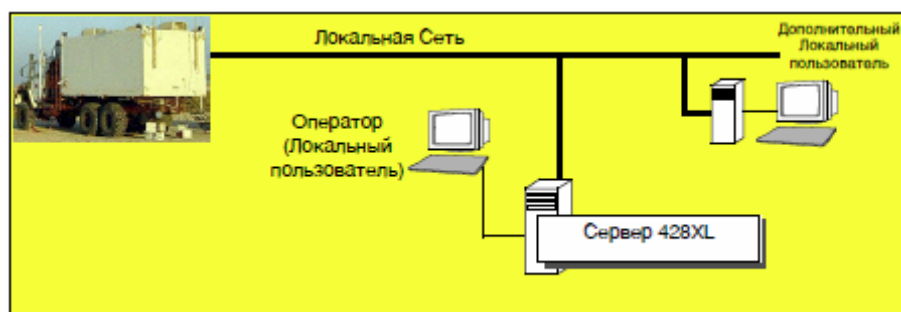 Локальная Сеть
Дополнительный
Локальный
пользователь
Оператор
(Локальный
пользователь)
Сервер 428XL